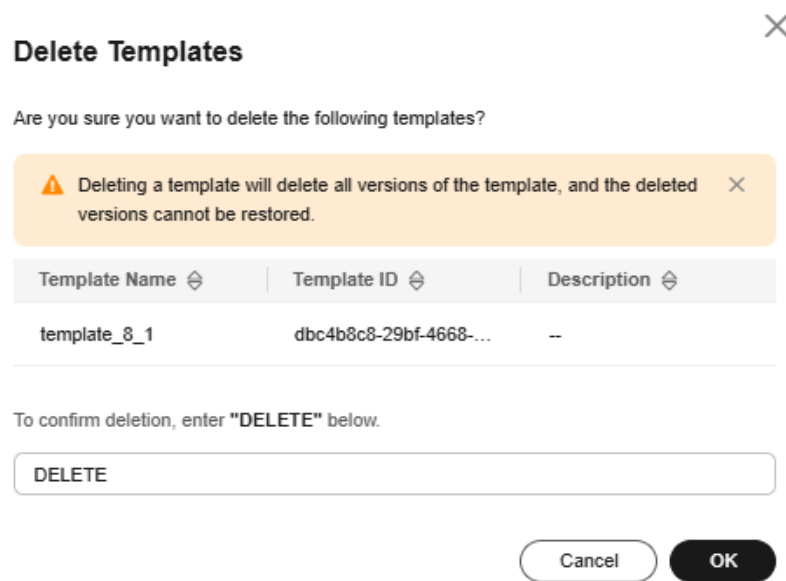 Delete Templates
Are you sure you want to delete the following templates?
Deleting a template will delete all versions of the template, and the deleted
versions cannot be restored.
Template Name Template ID Description
template_8_1 dbc4b8c8-29bf-4668-... --
To confirm deletion, enter "DELETE" below.
DELETE
Cancel OK